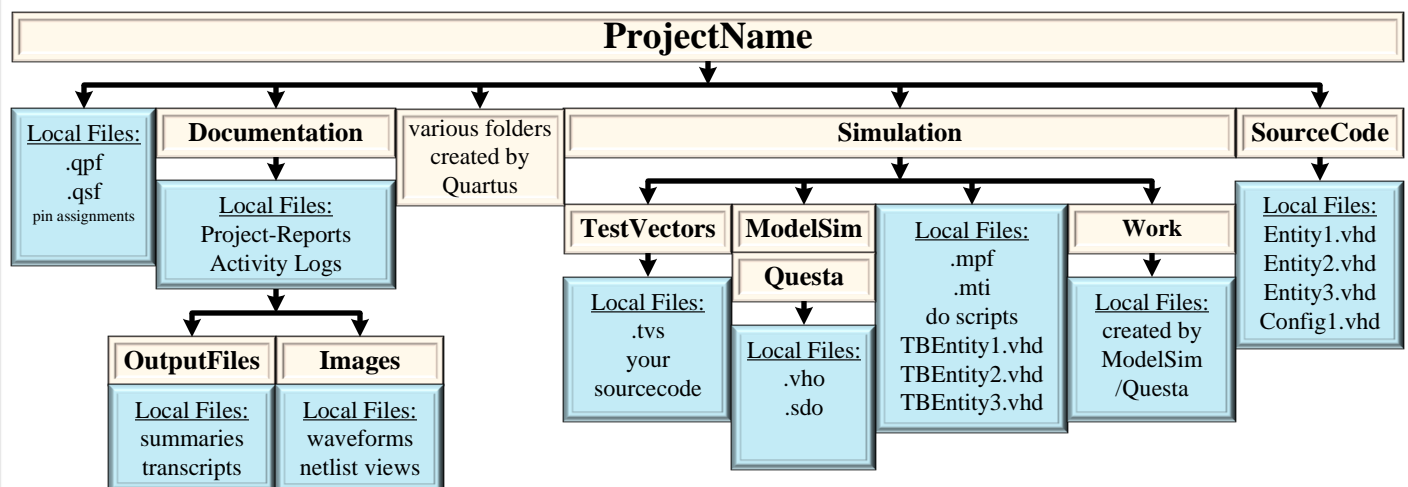 ProjectName
Local Files:
.qpf
.qsf
pin assignments
Documentation
Local Files:
Project-Reports
Activity Logs
OutputFiles
Local Files:
summaries
transcripts
Images
Local Files:
waveforms
netlist views
various folders
created by
Quartus
Simulation
TestVectors
Local Files:
.tvs
your
sourcecode
ModelSim
Questa
Local Files:
.vho
.sdo
Local Files:
.mpf
.mti
do scripts
TBEntity1.vhd
TBEntity2.vhd
TBEntity3.vhd
Work
Local Files:
created by
ModelSim
/Questa
SourceCode
Local Files:
Entity1.vhd
Entity2.vhd
Entity3.vhd
Config1.vhd